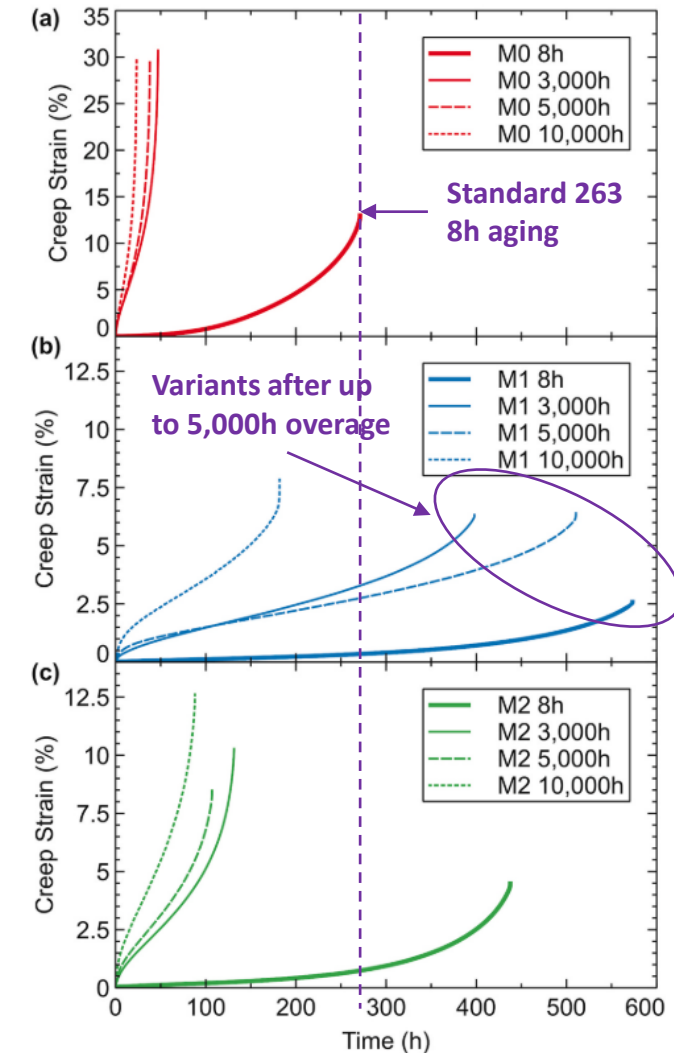 (a)
35
30
25
20
15
10
5
0
Creep Strain (%)
M0 8h
M0 3,000h
M0 5,000h
M0 10,000h
Standard 263
8h aging
(b)
12.5
10
7.5
5
2.5
0
Creep Strain (%)
Variants after up
to 5,000h overage
M1 8h
M1 3,000h
M1 5,000h
M1 10,000h
(c)
12.5
10
7.5
5
2.5
0
Creep Strain (%)
M2 8h
M2 3,000h
M2 5,000h
M2 10,000h
0 100 200 300 400 500 600
Time (h)